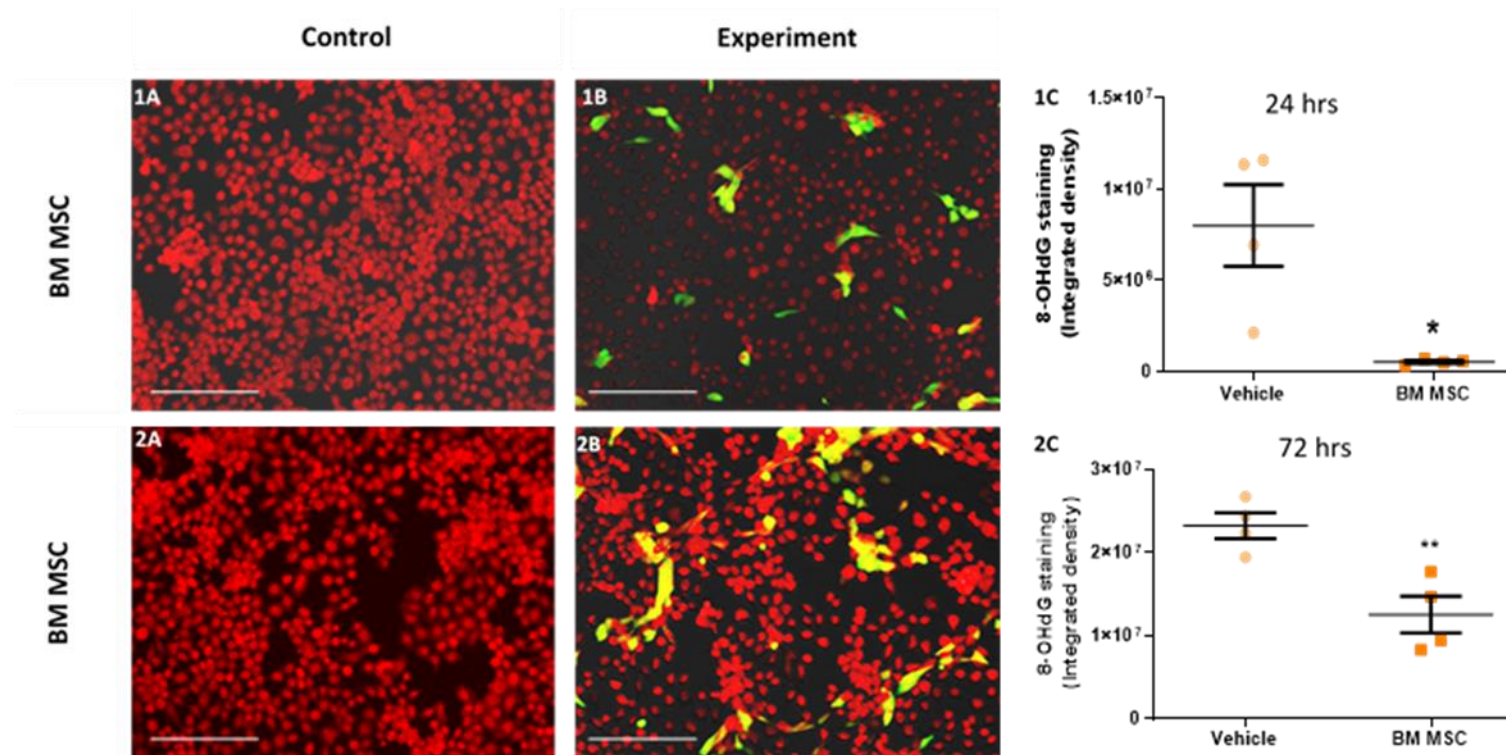 Control
Experiment
BM MSC
1A
1B
1C
24 hrs
8-OHdG staining
(Integrated density)
1.5×10⁷
1×10⁷
5×10⁶
0
*
Vehicle
BM MSC
BM MSC
2A
2B
2C
72 hrs
8-OHdG staining
(Integrated density)
3×10⁷
2×10⁷
1×10⁷
0
**
Vehicle
BM MSC